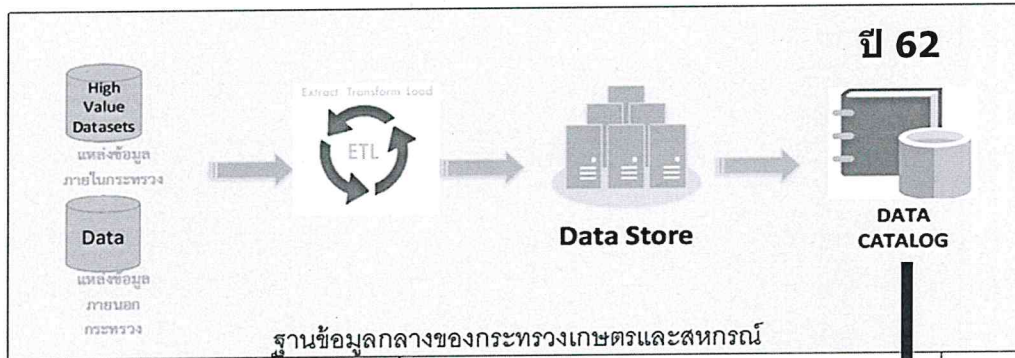 ปี 62
High
Value
Datasets
แหล่งข้อมูล
ภายในกระทรวง
Extract Transform Load
ETL
Data Store
DATA
CATALOG
Data
แหล่งข้อมูล
ภายนอก
กระทรวง
ฐานข้อมูลกลางของกระทรวงเกษตรและสหกรณ์